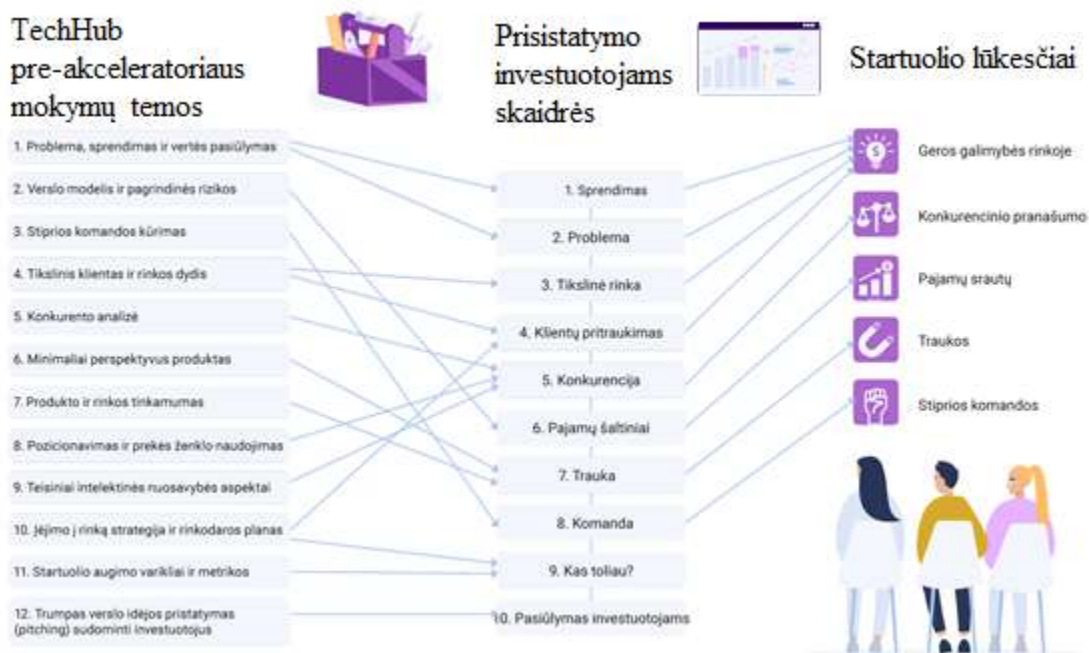 TechHub
pre-akceleratoriaus
mokymų temos
1. Problema, sprendimas ir vertės pasiūlymas
2. Verslo modelis ir pagrindinės rizikos
3. Stiprios komandos kūrimas
4. Tikslinis klientas ir rinkos dydis
5. Konkurento analizė
6. Minimaliai perspektyvus produktas
7. Produkto ir rinkos tinkamumas
8. Pozicionavimas ir prekės ženklo naudojimas
9. Teisiniai intelektinės nuosavybės aspektai
10. Įėjimo į rinką strategija ir rinkodaros planas
11. Startuolio augimo varikliai ir metrikos
12. Trumpas verslo idėjos pristatymas
(pitching) sudominti investuotojus
Prisistatymo
investuotojams
skaidrės
1. Sprendimas
2. Problema
3. Tikslinė rinka
4. Klientų pritraukimas
5. Konkurencija
6. Pajamų šaltiniai
7. Trauka
8. Komanda
9. Kas toliau?
10. Pasiūlymas investuotojams
Startuolio lūkesčiai
Geros galimybės rinkoje
Konkurencinio pranašumo
Pajamų srautų
Traukos
Stiprios komandos